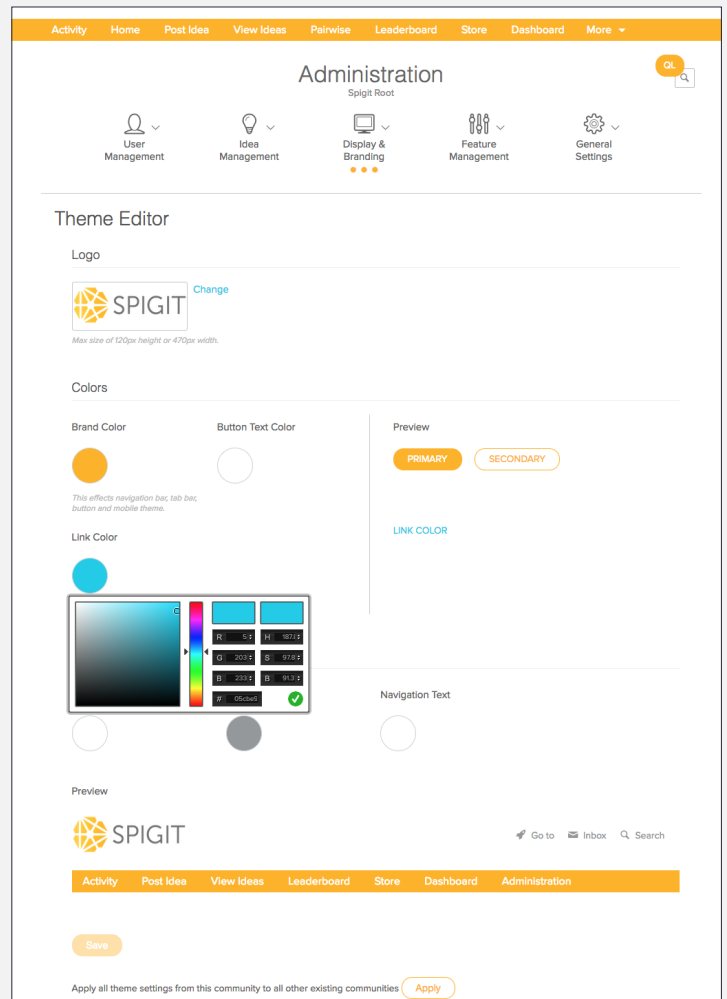 Activity Home Post Idea View Ideas Pairwise Leaderboard Store Dashboard More
QL
Administration
Spigit Root
User
Management
Idea
Management
Display &
Branding
Feature
Management
General
Settings
Theme Editor
Logo
SPIGIT
Change
Max size of 120px height or 470px width.
Colors
Brand Color
Button Text Color
Preview
PRIMARY
SECONDARY
This effects navigation bar, tab bar,
button and mobile theme.
Link Color
LINK COLOR
R 5 H 187.1
G 203 S 97.8
B 233 B 91.3
# 05cbe9
Navigation Text
Preview
SPIGIT
Go to Inbox Search
Activity Post Idea View Ideas Leaderboard Store Dashboard Administration
Save
Apply all theme settings from this community to all other existing communities Apply